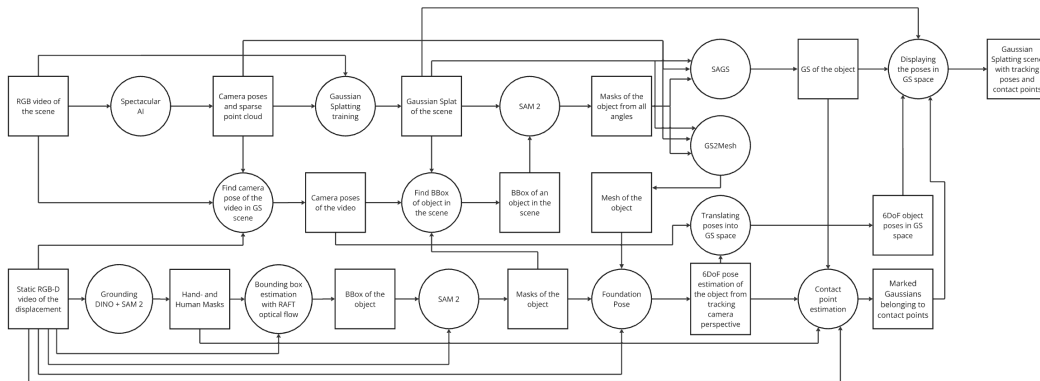 RGB video of
the scene
Spectacular
AI
Camera poses
and sparse
point cloud
Gaussian
Splatting
training
Gaussian Splat
of the scene
SAM 2
Masks of the
object from all
angles
SAGS
GS of the object
Displaying
the poses in
GS space
Gaussian
Splatting scene
with tracking
poses and
contact points
GS2Mesh
Find camera
pose of the
video in GS
scene
Camera poses
of the video
Find BBox
of object in
the scene
BBox of an
object in the
scene
Mesh of the
object
Translating
poses into
GS space
6DoF object
poses in GS
space
Static RGB-D
video of the
displacement
Grounding
DINO + SAM 2
Hand- and
Human Masks
Bounding box
estimation
with RAFT
optical flow
BBox of the
object
SAM 2
Masks of the
object
Foundation
Pose
6DoF pose
estimation of
the object from
tracking
camera
perspective
Contact
point
estimation
Marked
Gaussians
belonging to
contact points